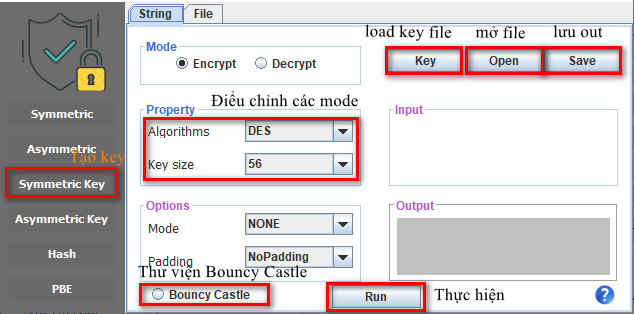 String File
load key file mở file lưu out
Mode
Encrypt Decrypt
Key Open Save
Điều chỉnh các mode
Property
Input
Algorithms DES
Key size 56
Options
Output
Mode NONE
Padding NoPadding
Thư viện Bouncy Castle
Bouncy Castle
Run
Thực hiện
?
Symmetric
Asymmetric
Tạo key
Symmetric Key
Asymmetric Key
Hash
PBE